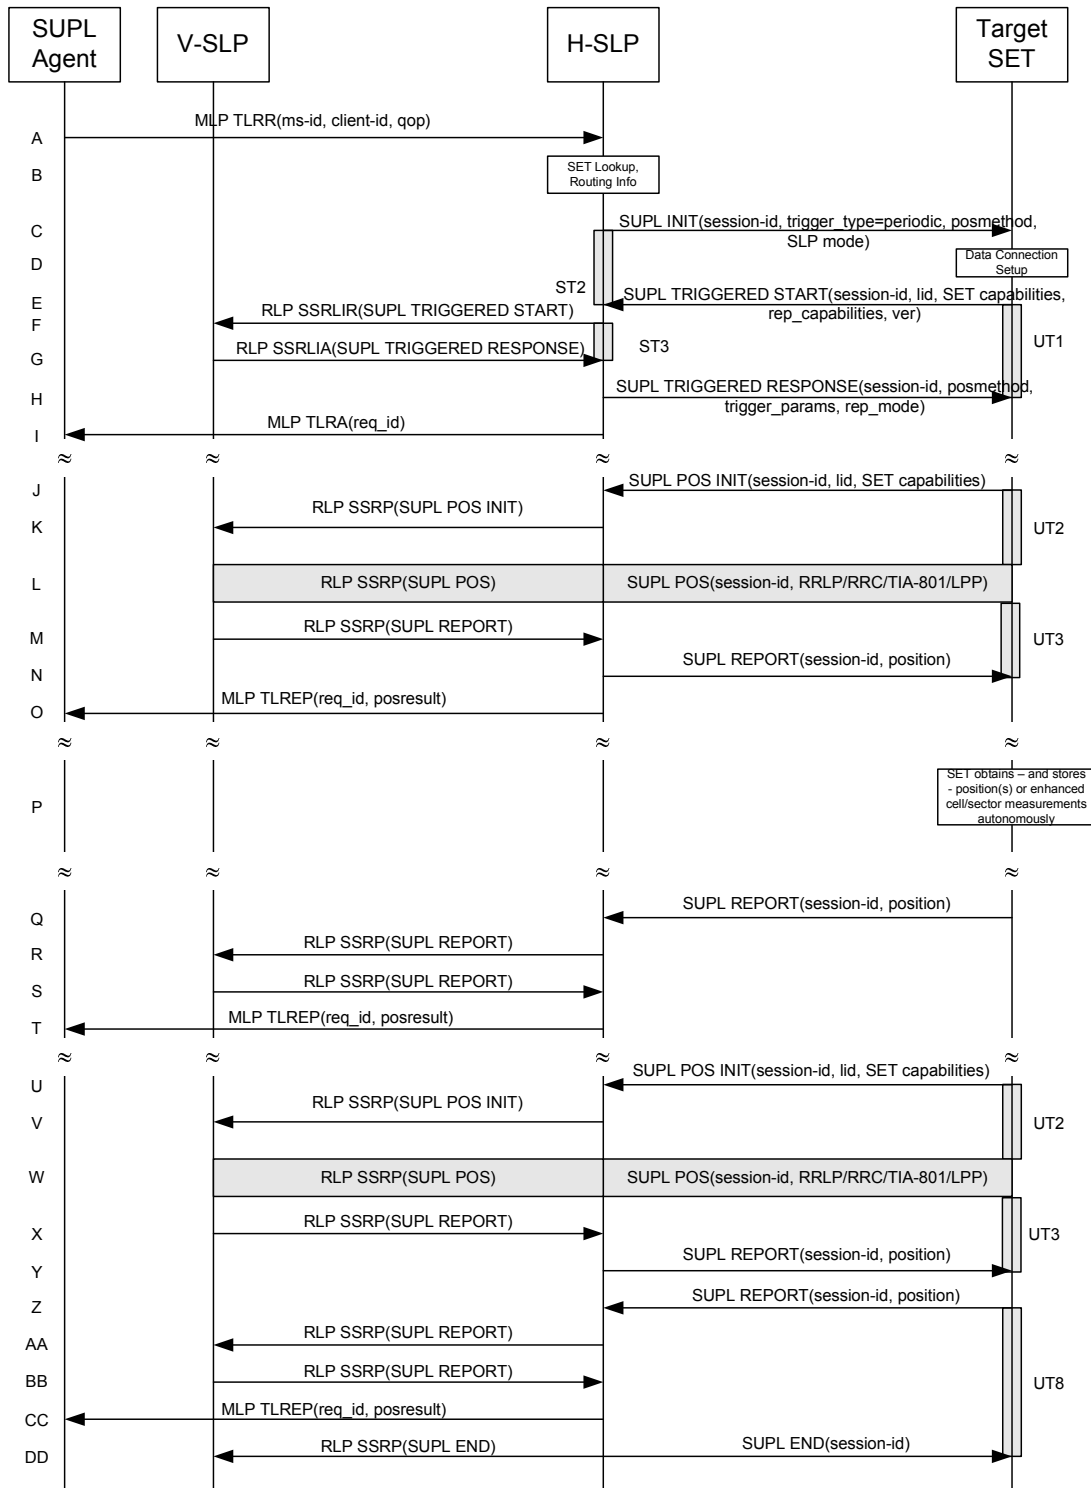 SUPL
Agent
V-SLP
H-SLP
Target
SET
A
MLP TLRR(ms-id, client-id, qop)
B
SET Lookup,
Routing Info
C
SUPL INIT(session-id, trigger_type=periodic, posmethod,
SLP mode)
D
Data Connection
Setup
ST2
E
SUPL TRIGGERED START(session-id, lid, SET capabilities,
rep_capabilities, ver)
F
RLP SSRLIR(SUPL TRIGGERED START)
UT1
G
RLP SSRLIA(SUPL TRIGGERED RESPONSE)
ST3
H
SUPL TRIGGERED RESPONSE(session-id, posmethod,
trigger_params, rep_mode)
I
MLP TLRA(req_id)
≈ ≈ ≈ ≈
J
SUPL POS INIT(session-id, lid, SET capabilities)
K
RLP SSRP(SUPL POS INIT)
UT2
L
RLP SSRP(SUPL POS)
SUPL POS(session-id, RRLP/RRC/TIA-801/LPP)
M
RLP SSRP(SUPL REPORT)
UT3
N
SUPL REPORT(session-id, position)
O
MLP TLREP(req_id, posresult)
≈ ≈ ≈ ≈
P
SET obtains – and stores
- position(s) or enhanced
cell/sector measurements
autonomously
≈ ≈ ≈ ≈
Q
SUPL REPORT(session-id, position)
R
RLP SSRP(SUPL REPORT)
S
RLP SSRP(SUPL REPORT)
T
MLP TLREP(req_id, posresult)
≈ ≈ ≈ ≈
U
SUPL POS INIT(session-id, lid, SET capabilities)
V
RLP SSRP(SUPL POS INIT)
UT2
W
RLP SSRP(SUPL POS)
SUPL POS(session-id, RRLP/RRC/TIA-801/LPP)
X
RLP SSRP(SUPL REPORT)
UT3
Y
SUPL REPORT(session-id, position)
Z
SUPL REPORT(session-id, position)
AA
RLP SSRP(SUPL REPORT)
BB
RLP SSRP(SUPL REPORT)
UT8
CC
MLP TLREP(req_id, posresult)
DD
RLP SSRP(SUPL END)
SUPL END(session-id)